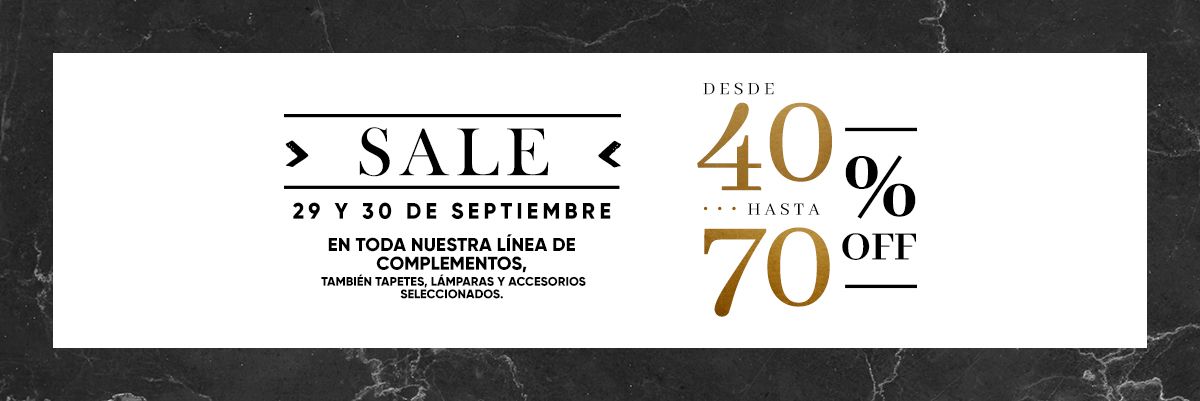 > SALE <
29 Y 30 DE SEPTIEMBRE
EN TODA NUESTRA LÍNEA DE
COMPLEMENTOS,
TAMBIÉN TAPETES, LÁMPARAS Y ACCESORIOS
SELECCIONADOS.
DESDE
40
... HASTA
70
%
OFF